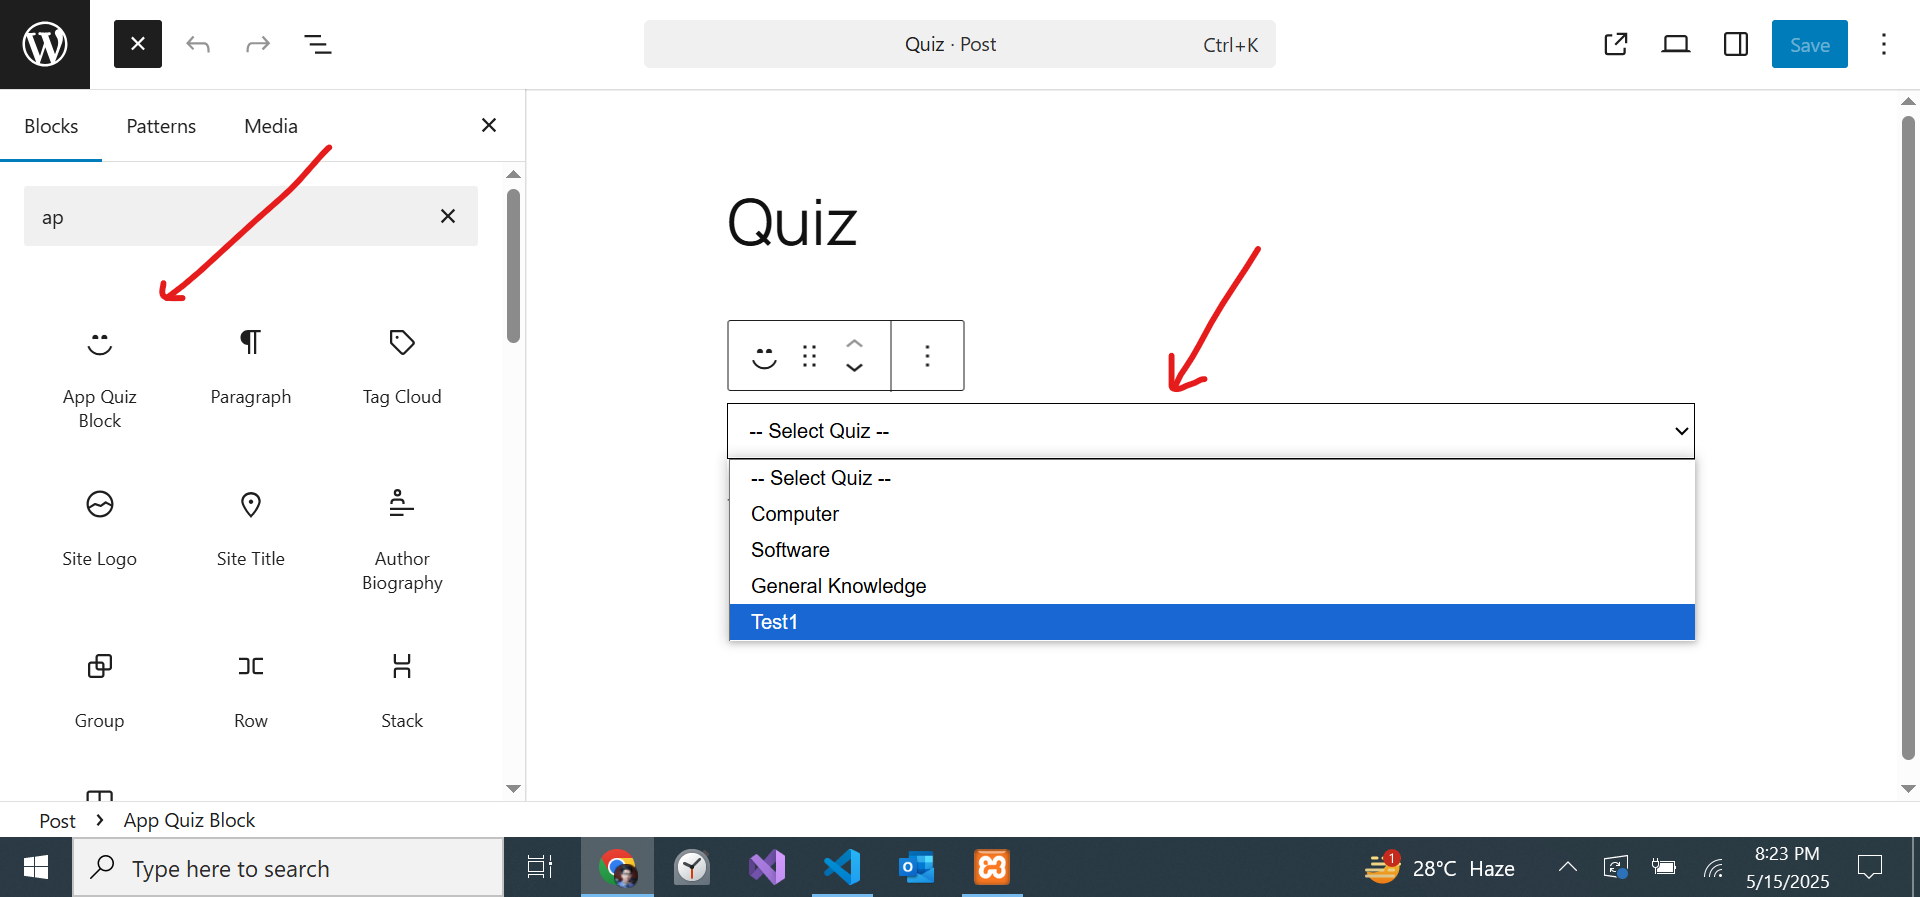 Quiz · Post Ctrl+K
Save
Blocks Patterns Media
ap
App Quiz
Block
Paragraph
Tag Cloud
Site Logo
Site Title
Author
Biography
Group
Row
Stack
Quiz
-- Select Quiz --
-- Select Quiz --
Computer
Software
General Knowledge
Test1
Post
App Quiz Block
Type here to search
1
28°C Haze
8:23 PM
5/15/2025